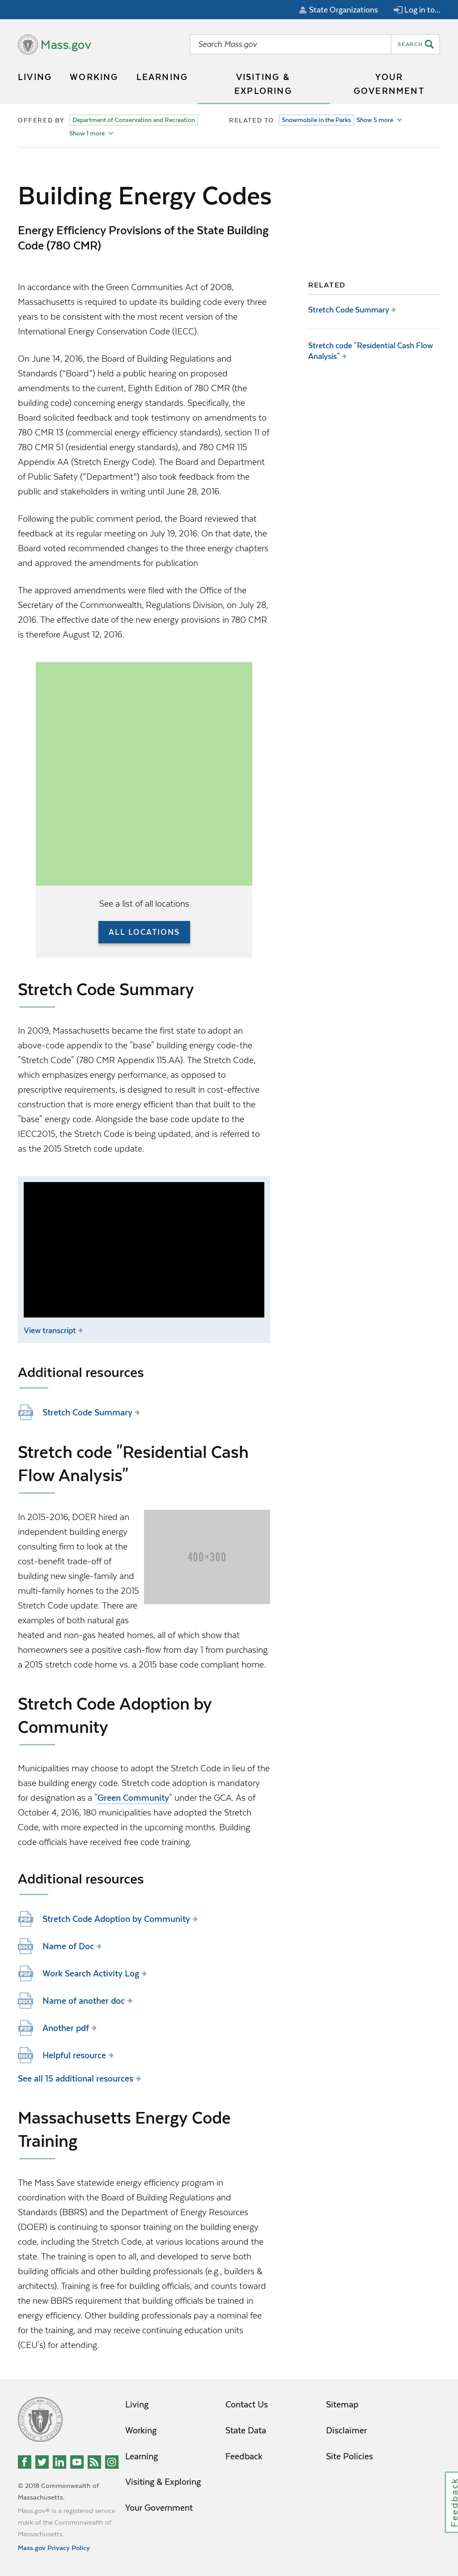 State Organizations
Log in to...
Mass.gov
Search Mass.gov
SEARCH
LIVING
WORKING
LEARNING
VISITING &
EXPLORING
YOUR
GOVERNMENT
OFFERED BY
Department of Conservation and Recreation
Show 1 more
RELATED TO
Snowmobile in the Parks
Show 5 more
Building Energy Codes
Energy Efficiency Provisions of the State Building
Code (780 CMR)
In accordance with the Green Communities Act of 2008,
Massachusetts is required to update its building code every three
years to be consistent with the most recent version of the
International Energy Conservation Code (IECC).
On June 14, 2016, the Board of Building Regulations and
Standards ("Board") held a public hearing on proposed
amendments to the current, Eighth Edition of 780 CMR (the
building code) concerning energy standards. Specifically, the
Board solicited feedback and took testimony on amendments to
780 CMR 13 (commercial energy efficiency standards), section 11 of
780 CMR 51 (residential energy standards), and 780 CMR 115
Appendix AA (Stretch Energy Code). The Board and Department
of Public Safety ("Department") also took feedback from the
public and stakeholders in writing until June 28, 2016.
Following the public comment period, the Board reviewed that
feedback at its regular meeting on July 19, 2016. On that date, the
Board voted recommended changes to the three energy chapters
and approved the amendments for publication
The approved amendments were filed with the Office of the
Secretary of the Commonwealth, Regulations Division, on July 28,
2016. The effective date of the new energy provisions in 780 CMR
is therefore August 12, 2016.
RELATED
Stretch Code Summary
Stretch code "Residential Cash Flow
Analysis"
See a list of all locations
ALL LOCATIONS
Stretch Code Summary
In 2009, Massachusetts became the first state to adopt an
above-code appendix to the "base" building energy code-the
"Stretch Code" (780 CMR Appendix 115.AA). The Stretch Code,
which emphasizes energy performance, as opposed to
prescriptive requirements, is designed to result in cost-effective
construction that is more energy efficient than that built to the
"base" energy code. Alongside the base code update to the
IECC2015, the Stretch Code is being updated, and is referred to
as the 2015 Stretch code update.
View transcript
Additional resources
PDF
Stretch Code Summary
Stretch code "Residential Cash
Flow Analysis"
In 2015-2016, DOER hired an
independent building energy
consulting firm to look at the
cost-benefit trade-off of
building new single-family and
multi-family homes to the 2015
Stretch Code update. There are
examples of both natural gas
heated and non-gas heated homes, all of which show that
homeowners see a positive cash-flow from day 1 from purchasing
a 2015 stretch code home vs. a 2015 base code compliant home.
400×300
Stretch Code Adoption by
Community
Municipalities may choose to adopt the Stretch Code in lieu of the
base building energy code. Stretch code adoption is mandatory
for designation as a "Green Community" under the GCA. As of
October 4, 2016, 180 municipalities have adopted the Stretch
Code, with more expected in the upcoming months. Building
code officials have received free code training.
Additional resources
PDF
Stretch Code Adoption by Community
DOCX
Name of Doc
PDF
Work Search Activity Log
DOCX
Name of another doc
PDF
Another pdf
DOCX
Helpful resource
See all 15 additional resources
Massachusetts Energy Code
Training
The Mass Save statewide energy efficiency program in
coordination with the Board of Building Regulations and
Standards (BBRS) and the Department of Energy Resources
(DOER) is continuing to sponsor training on the building energy
code, including the Stretch Code, at various locations around the
state. The training is open to all, and developed to serve both
building officials and other building professionals (e.g., builders &
architects). Training is free for building officials, and counts toward
the new BBRS requirement that building officials be trained in
energy efficiency. Other building professionals pay a nominal fee
for the training, and may receive continuing education units
(CEU's) for attending.
Living
Working
Learning
Visiting & Exploring
Your Government
Contact Us
State Data
Feedback
Sitemap
Disclaimer
Site Policies
© 2018 Commonwealth of
Massachusetts.
Mass.gov® is a registered service
mark of the Commonwealth of
Massachusetts.
Mass.gov Privacy Policy
Feedback